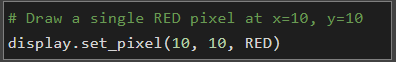 # Draw a single RED pixel at x=10, y=10
display.set_pixel(10, 10, RED)